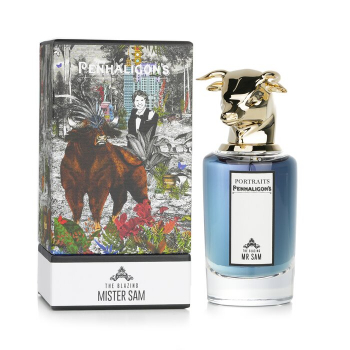 PENHALIGON'S
THE BLAZING
MISTER SAM
PORTRAITS
PENHALIGON'S
THE BLAZING
MR SAM